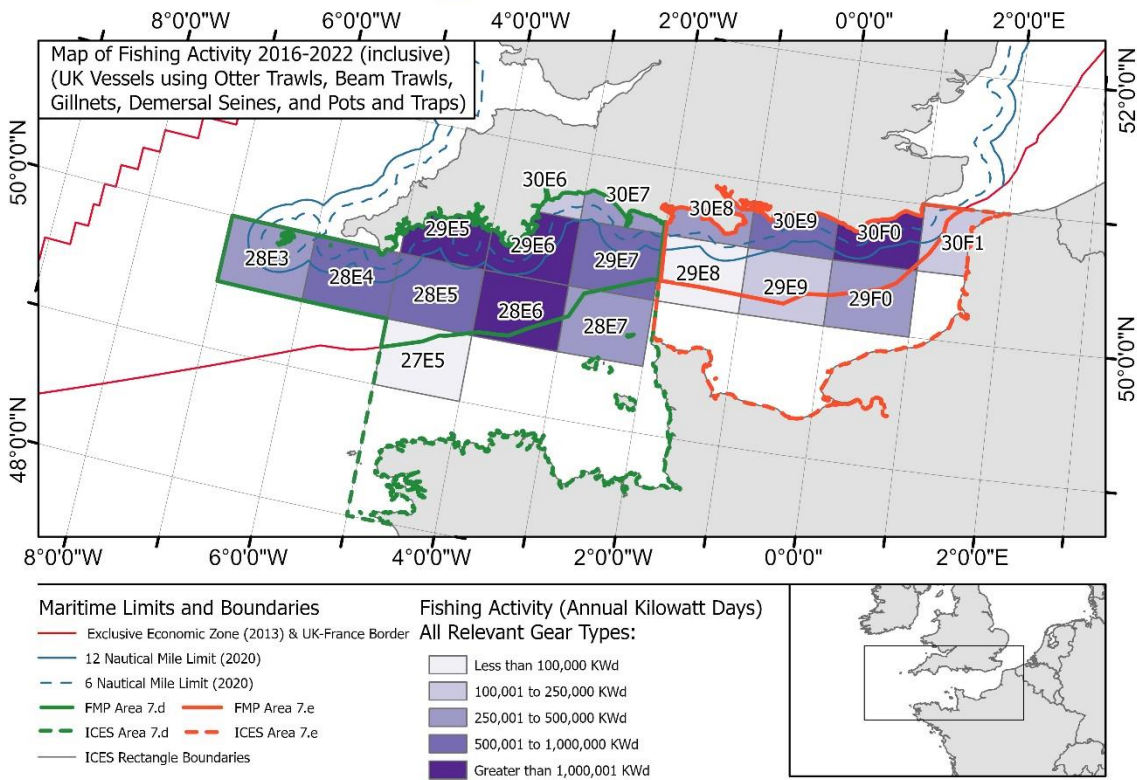 8°0'0"W 6°0'0"W 4°0'0"W 2°0'0"W 0°0'0" 2°0'0"E
Map of Fishing Activity 2016-2022 (inclusive)
(UK Vessels using Otter Trawls, Beam Trawls,
Gillnets, Demersal Seines, and Pots and Traps)
52°0'0"N
50°0'0"N
30E6
30E7
30E8
30E9
30F0
30F1
29E5
29E6
29E7
29E8
29E9
29F0
28E3
28E4
28E5
28E6
28E7
27E5
50°0'0"N
48°0'0"N
8°0'0"W 6°0'0"W 4°0'0"W 2°0'0"W 0°0'0" 2°0'0"E
Maritime Limits and Boundaries
Exclusive Economic Zone (2013) & UK-France Border
12 Nautical Mile Limit (2020)
6 Nautical Mile Limit (2020)
FMP Area 7.d FMP Area 7.e
ICES Area 7.d ICES Area 7.e
ICES Rectangle Boundaries
Fishing Activity (Annual Kilowatt Days)
All Relevant Gear Types:
Less than 100,000 KWd
100,001 to 250,000 KWd
250,001 to 500,000 KWd
500,001 to 1,000,000 KWd
Greater than 1,000,001 KWd